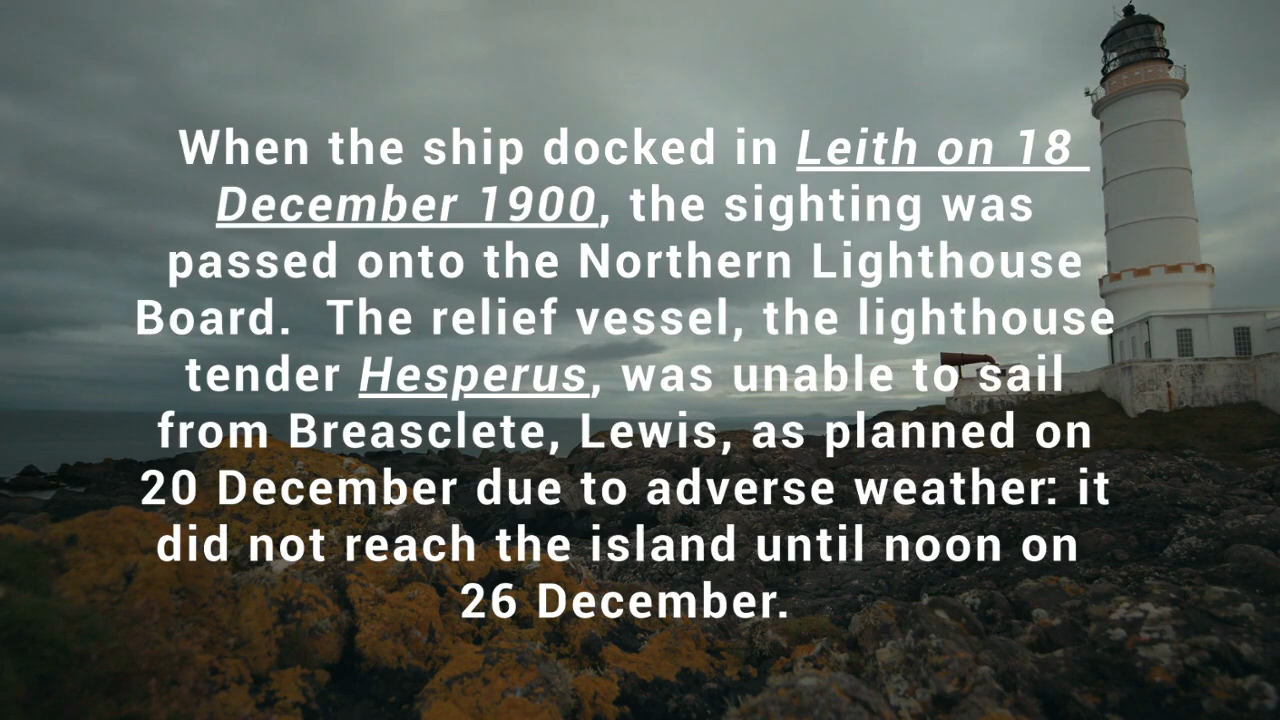 When the ship docked in Leith on 18
December 1900, the sighting was
passed onto the Northern Lighthouse
Board.  The relief vessel, the lighthouse
tender Hesperus, was unable to sail
from Breasclete, Lewis, as planned on
20 December due to adverse weather: it
did not reach the island until noon on
26 December.